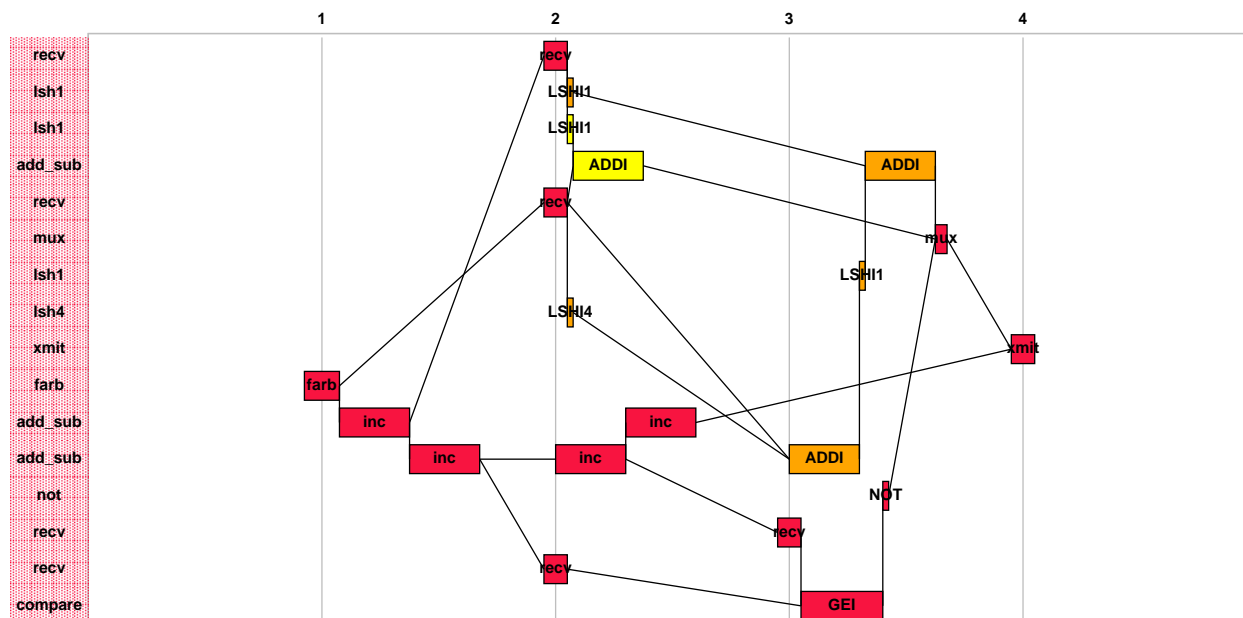 1 2 3 4
recv recv
lsh1 LSHI1
lsh1 LSHI1
add_sub ADDI ADDI
recv recv
mux mux
lsh1 LSHI1
lsh4 LSHI4
xmit xmit
farb farb
add_sub inc inc
add_sub inc inc ADDI
not NOT
recv recv
recv recv
compare GEI